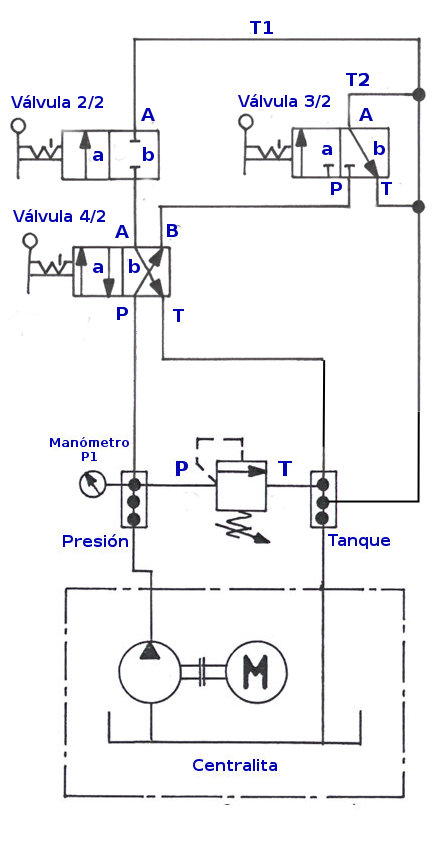 T1
T2
Válvula 2/2
A
a
b
Válvula 3/2
A
a
b
P
T
Válvula 4/2
A
B
a
b
P
T
Manómetro
P1
P
T
Presión
Tanque
M
Centralita